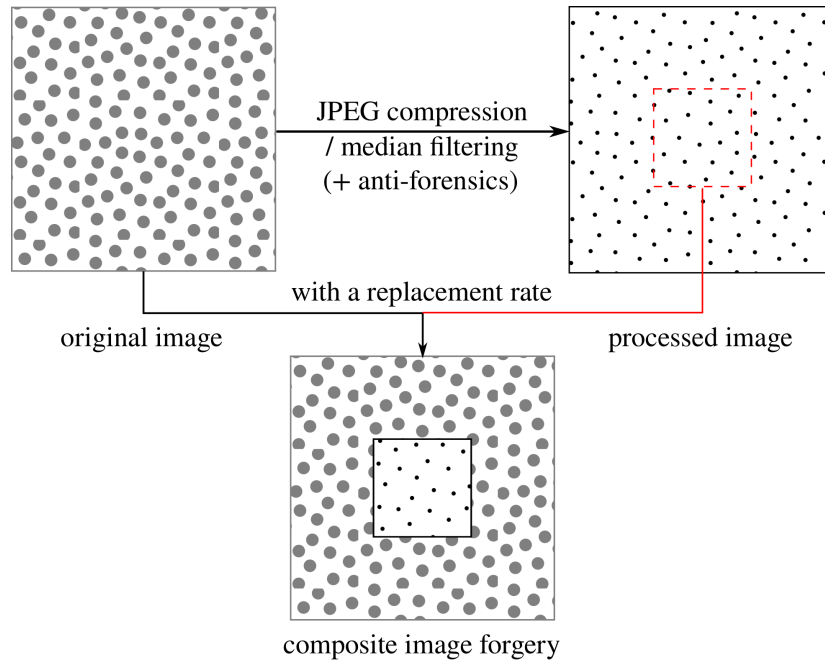 JPEG compression
/ median filtering
(+ anti-forensics)
with a replacement rate
original image
processed image
composite image forgery